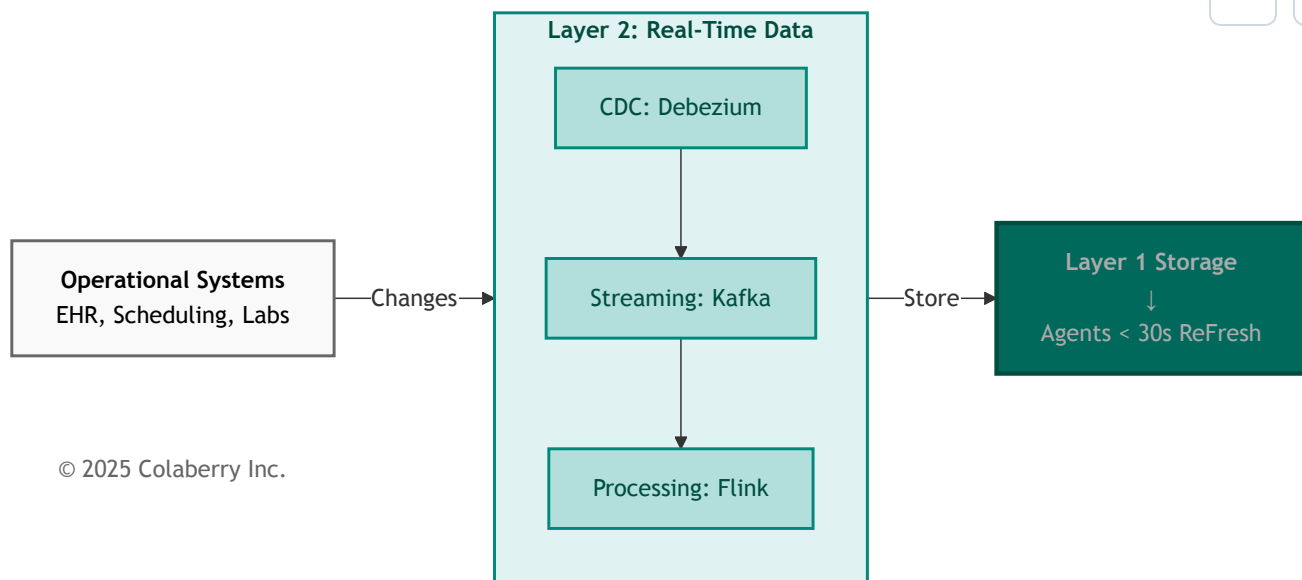 Layer 2: Real-Time Data
CDC: Debezium
Operational Systems
EHR, Scheduling, Labs
Changes
Streaming: Kafka
Store
Layer 1 Storage
↓
Agents < 30s ReFresh
Processing: Flink
© 2025 Colaberry Inc.